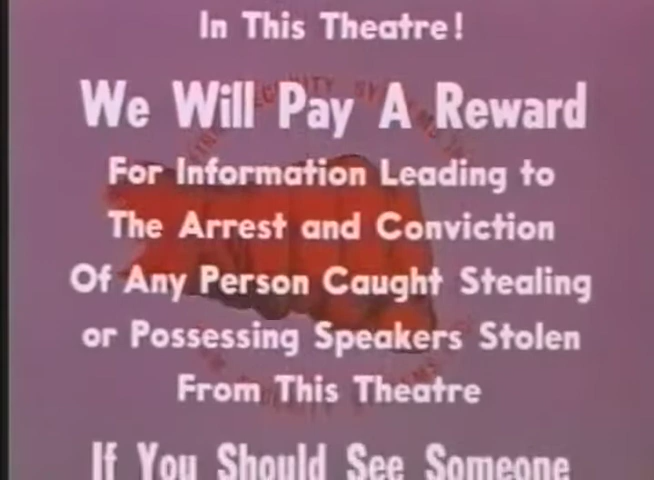 In This Theatre!
We Will Pay A Reward
For Information Leading to
The Arrest and Conviction
Of Any Person Caught Stealing
or Possessing Speakers Stolen
From This Theatre
If You Should See Someone